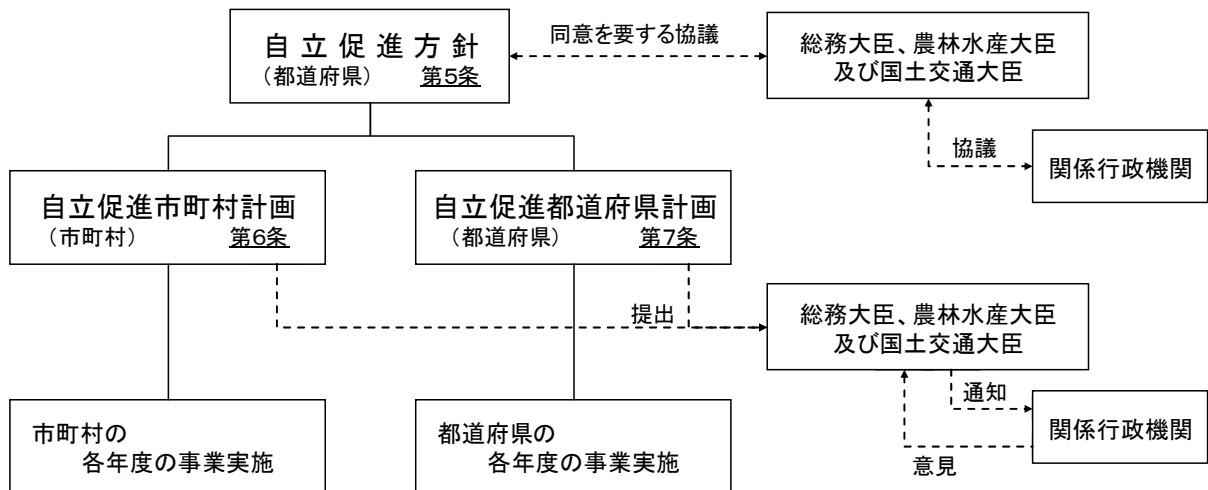 自立促進方針
（都道府県） 第5条
同意を要する協議
総務大臣、農林水産大臣
及び国土交通大臣
協議
関係行政機関
自立促進市町村計画
（市町村） 第6条
自立促進都道府県計画
（都道府県） 第7条
提出
総務大臣、農林水産大臣
及び国土交通大臣
通知
関係行政機関
意見
市町村の
各年度の事業実施
都道府県の
各年度の事業実施